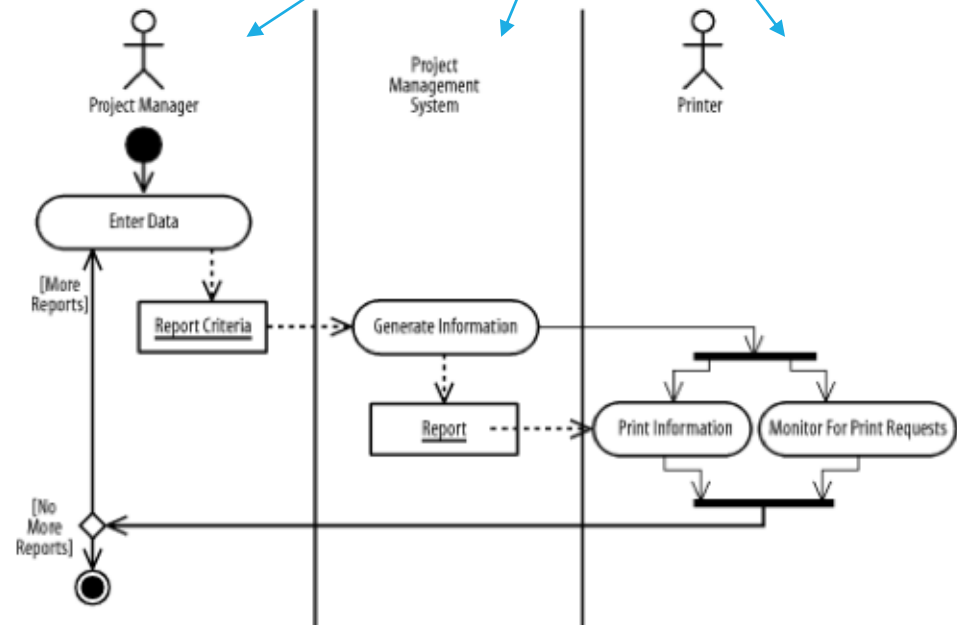 Project
Management
System
Project Manager
Printer
Enter Data
[More
Reports]
Report Criteria
Generate Information
Report
Print Information
Monitor For Print Requests
[No
More
Reports]